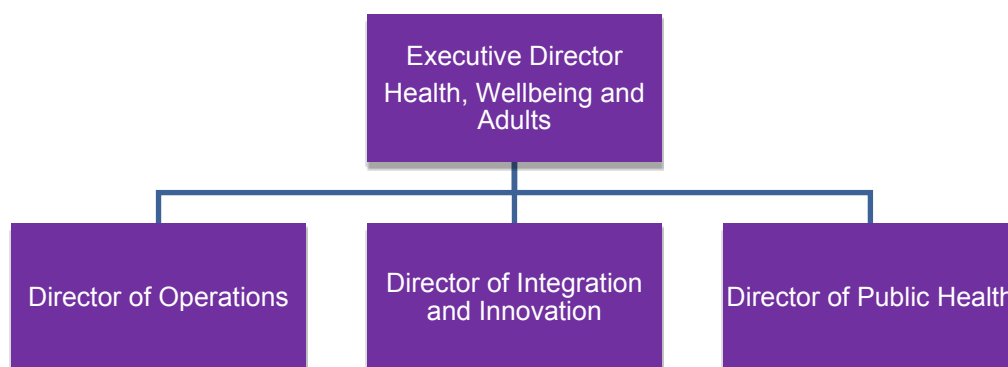 Executive Director
Health, Wellbeing and
Adults
Director of Operations
Director of Integration
and Innovation
Director of Public Health